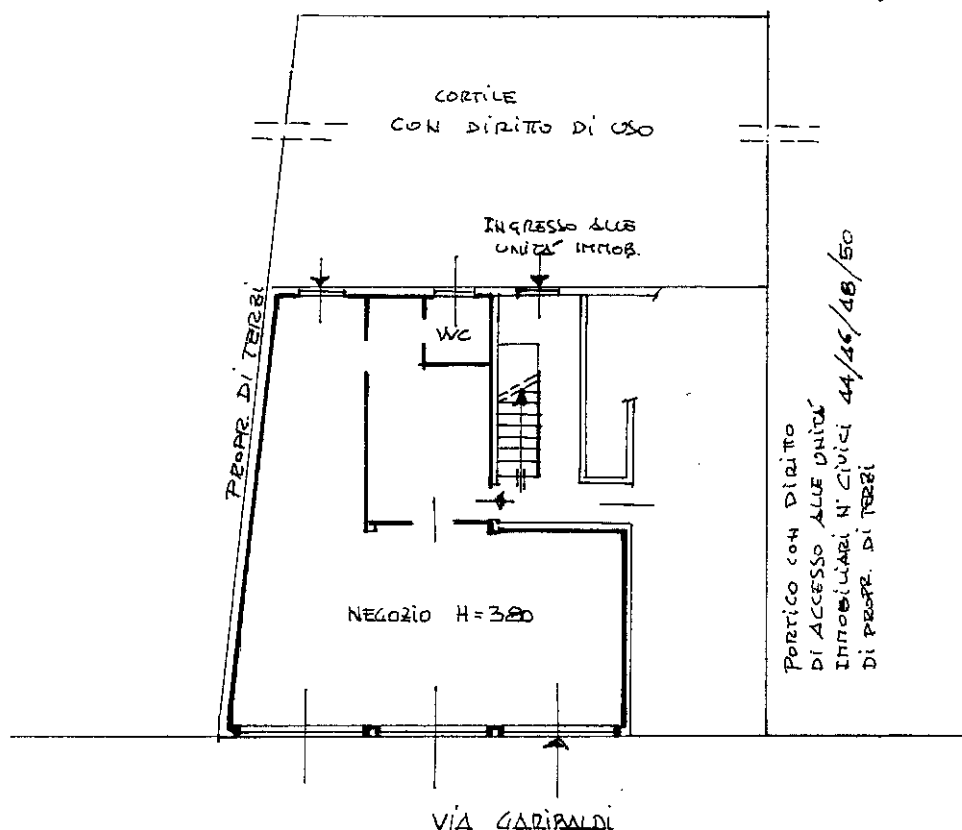 CORTILE
CON DIRITTO DI USO
INGRESSO ALLE
UNITA' IMMOB.
WC
PROPR. DI TERZI
PORTICO CON DIRITTO
DI ACCESSO ALLE UNITA'
IMMOBILIARI N° CIVICI 44/46/48/50
DI PROPR. DI TERZI
NEGOZIO H=380
VIA GARIBALDI